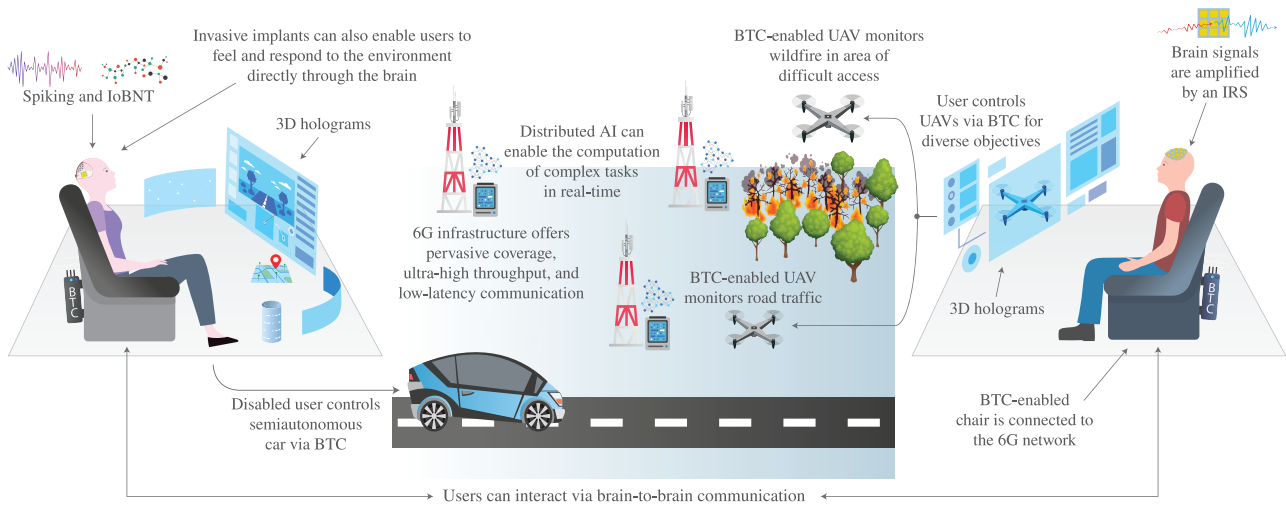 Invasive implants can also enable users to
feel and respond to the environment
directly through the brain
Spiking and IoBNT
3D holograms
BTC
Disabled user controls
semiautonomous
car via BTC
Distributed AI can
enable the computation
of complex tasks
in real-time
6G infrastructure offers
pervasive coverage,
ultra-high throughput, and
low-latency communication
BTC-enabled UAV monitors
wildfire in area of
difficult access
BTC-enabled UAV
monitors road traffic
User controls
UAVs via BTC for
diverse objectives
Brain signals
are amplified
by an IRS
3D holograms
BTC
BTC-enabled
chair is connected to
the 6G network
Users can interact via brain-to-brain communication